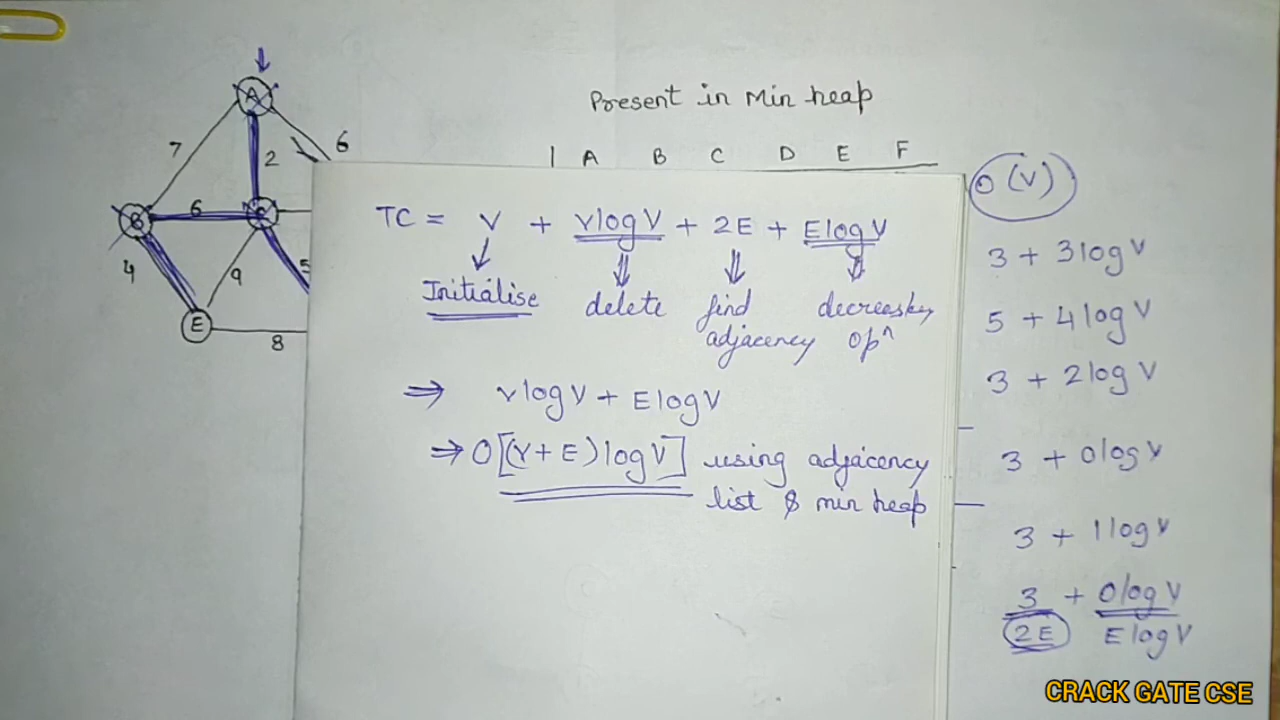 Present in Min heap
A B C D E F
A
7
2
6
B
6
C
4
9
5
E
8
TC = V + VlogV + 2E + ElogV
Initialise delete find decreaskey
adjacency opⁿ
⇒ VlogV + ElogV
⇒ O[(V+E)logV] using adjacency
list & min heap
O(V)
3 + 3logV
5 + 4logV
3 + 2logV
3 + 0logV
3 + 1logV
3 + 0logV
2E ElogV
CRACK GATE CSE